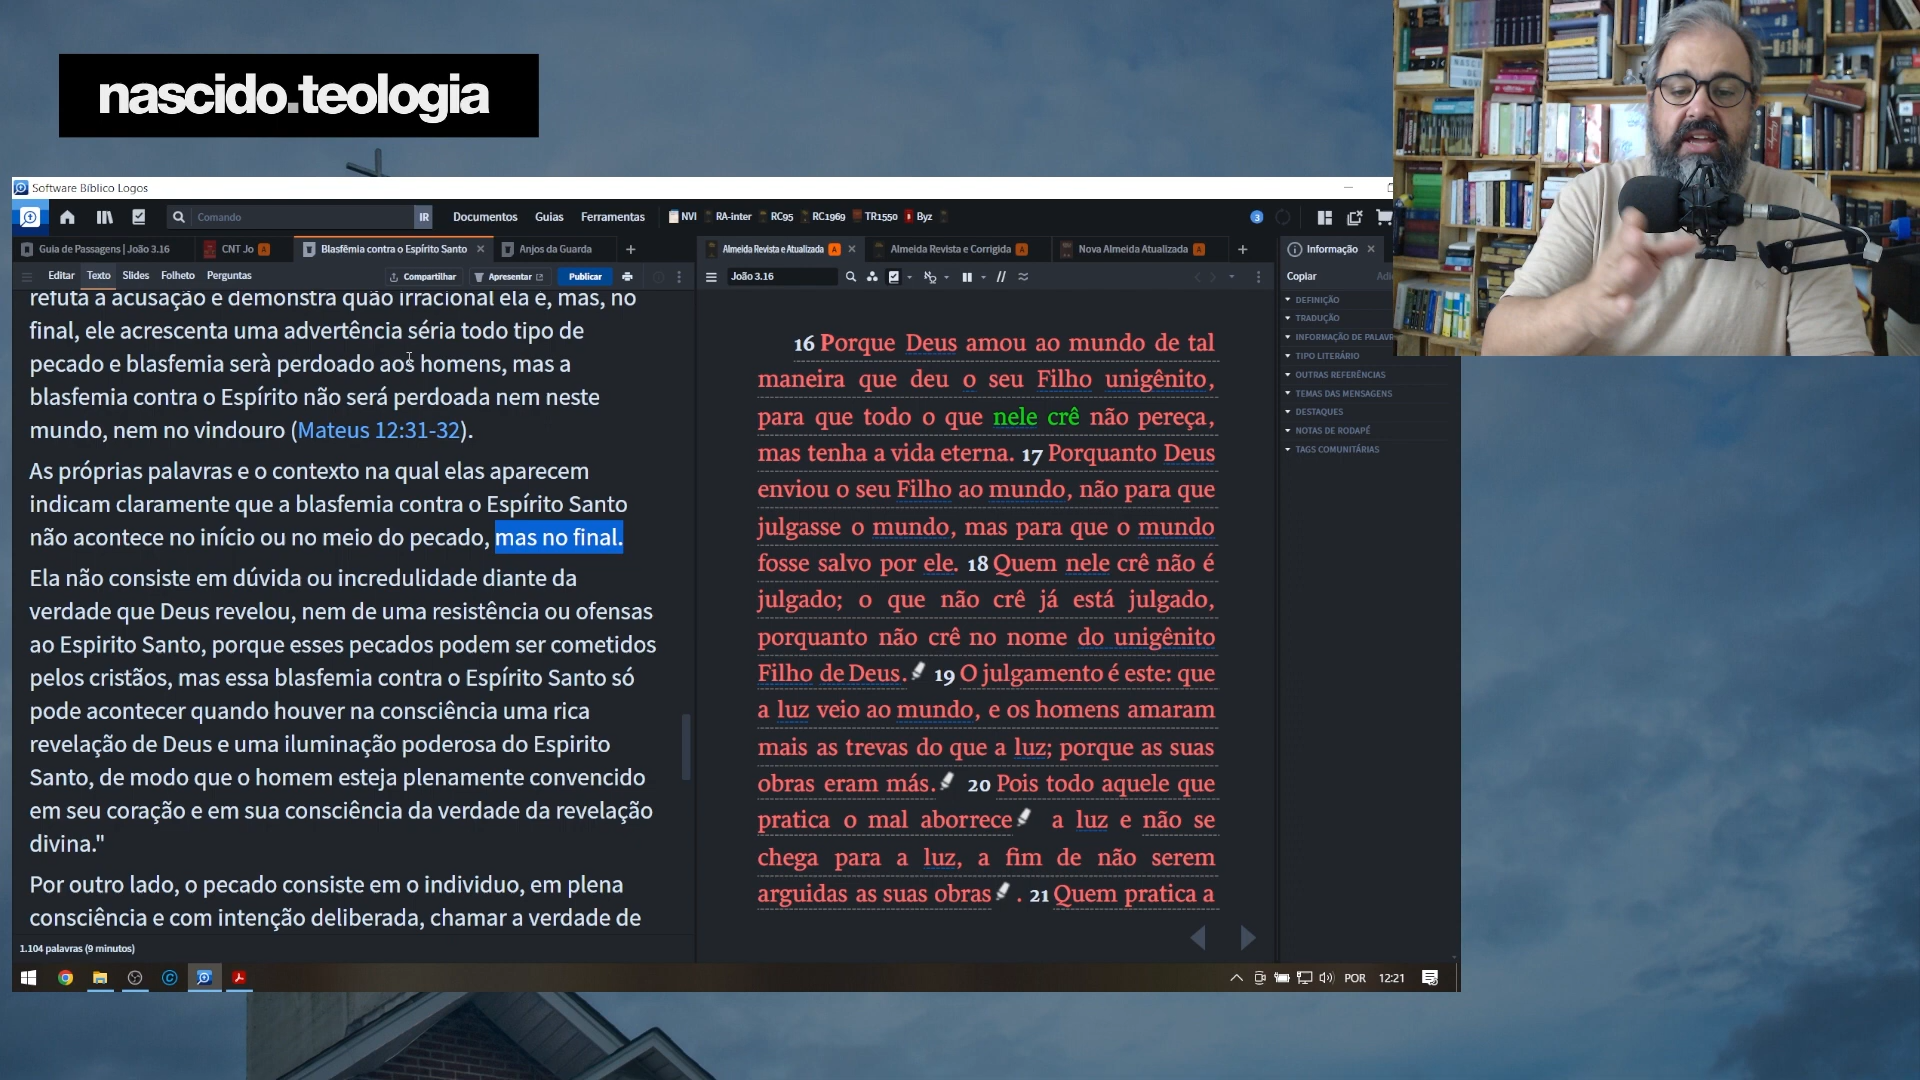 nascido.teologia
Software Bíblico Logos
Comando
IR
Documentos
Guias
Ferramentas
NVI
RA-inter
RC95
RC1969
TR1550
Byz
3
Guia de Passagens | João 3.16
CNT Jo
A
Blasfêmia contra o Espírito Santo
Anjos da Guarda
Almeida Revista e Atualizada
A
Almeida Revista e Corrigida
A
Nova Almeida Atualizada
A
Informação
Editar
Texto
Slides
Folheto
Perguntas
Compartilhar
Apresentar
Publicar
João 3.16
Copiar
refuta a acusação e demonstra quão irracional ela é, mas, no
final, ele acrescenta uma advertência séria todo tipo de
pecado e blasfemia serà perdoado aos homens, mas a
blasfemia contra o Espírito não será perdoada nem neste
mundo, nem no vindouro (Mateus 12:31-32).
As próprias palavras e o contexto na qual elas aparecem
indicam claramente que a blasfemia contra o Espírito Santo
não acontece no início ou no meio do pecado, mas no final.
Ela não consiste em dúvida ou incredulidade diante da
verdade que Deus revelou, nem de uma resistência ou ofensas
ao Espirito Santo, porque esses pecados podem ser cometidos
pelos cristãos, mas essa blasfemia contra o Espírito Santo só
pode acontecer quando houver na consciência uma rica
revelação de Deus e uma iluminação poderosa do Espirito
Santo, de modo que o homem esteja plenamente convencido
em seu coração e em sua consciência da verdade da revelação
divina."
Por outro lado, o pecado consiste em o individuo, em plena
consciência e com intenção deliberada, chamar a verdade de
1.104 palavras (9 minutos)
16 Porque Deus amou ao mundo de tal
maneira que deu o seu Filho unigênito,
para que todo o que nele crê não pereça,
mas tenha a vida eterna. 17 Porquanto Deus
enviou o seu Filho ao mundo, não para que
julgasse o mundo, mas para que o mundo
fosse salvo por ele. 18 Quem nele crê não é
julgado; o que não crê já está julgado,
porquanto não crê no nome do unigênito
Filho de Deus. 19 O julgamento é este: que
a luz veio ao mundo, e os homens amaram
mais as trevas do que a luz; porque as suas
obras eram más. 20 Pois todo aquele que
pratica o mal aborrece a luz e não se
chega para a luz, a fim de não serem
arguidas as suas obras. 21 Quem pratica a
DEFINIÇÃO
TRADUÇÃO
INFORMAÇÃO DE PALAVR
TIPO LITERÁRIO
OUTRAS REFERÊNCIAS
TEMAS DAS MENSAGENS
DESTAQUES
NOTAS DE RODAPÉ
TAGS COMUNITÁRIAS
POR
12:21